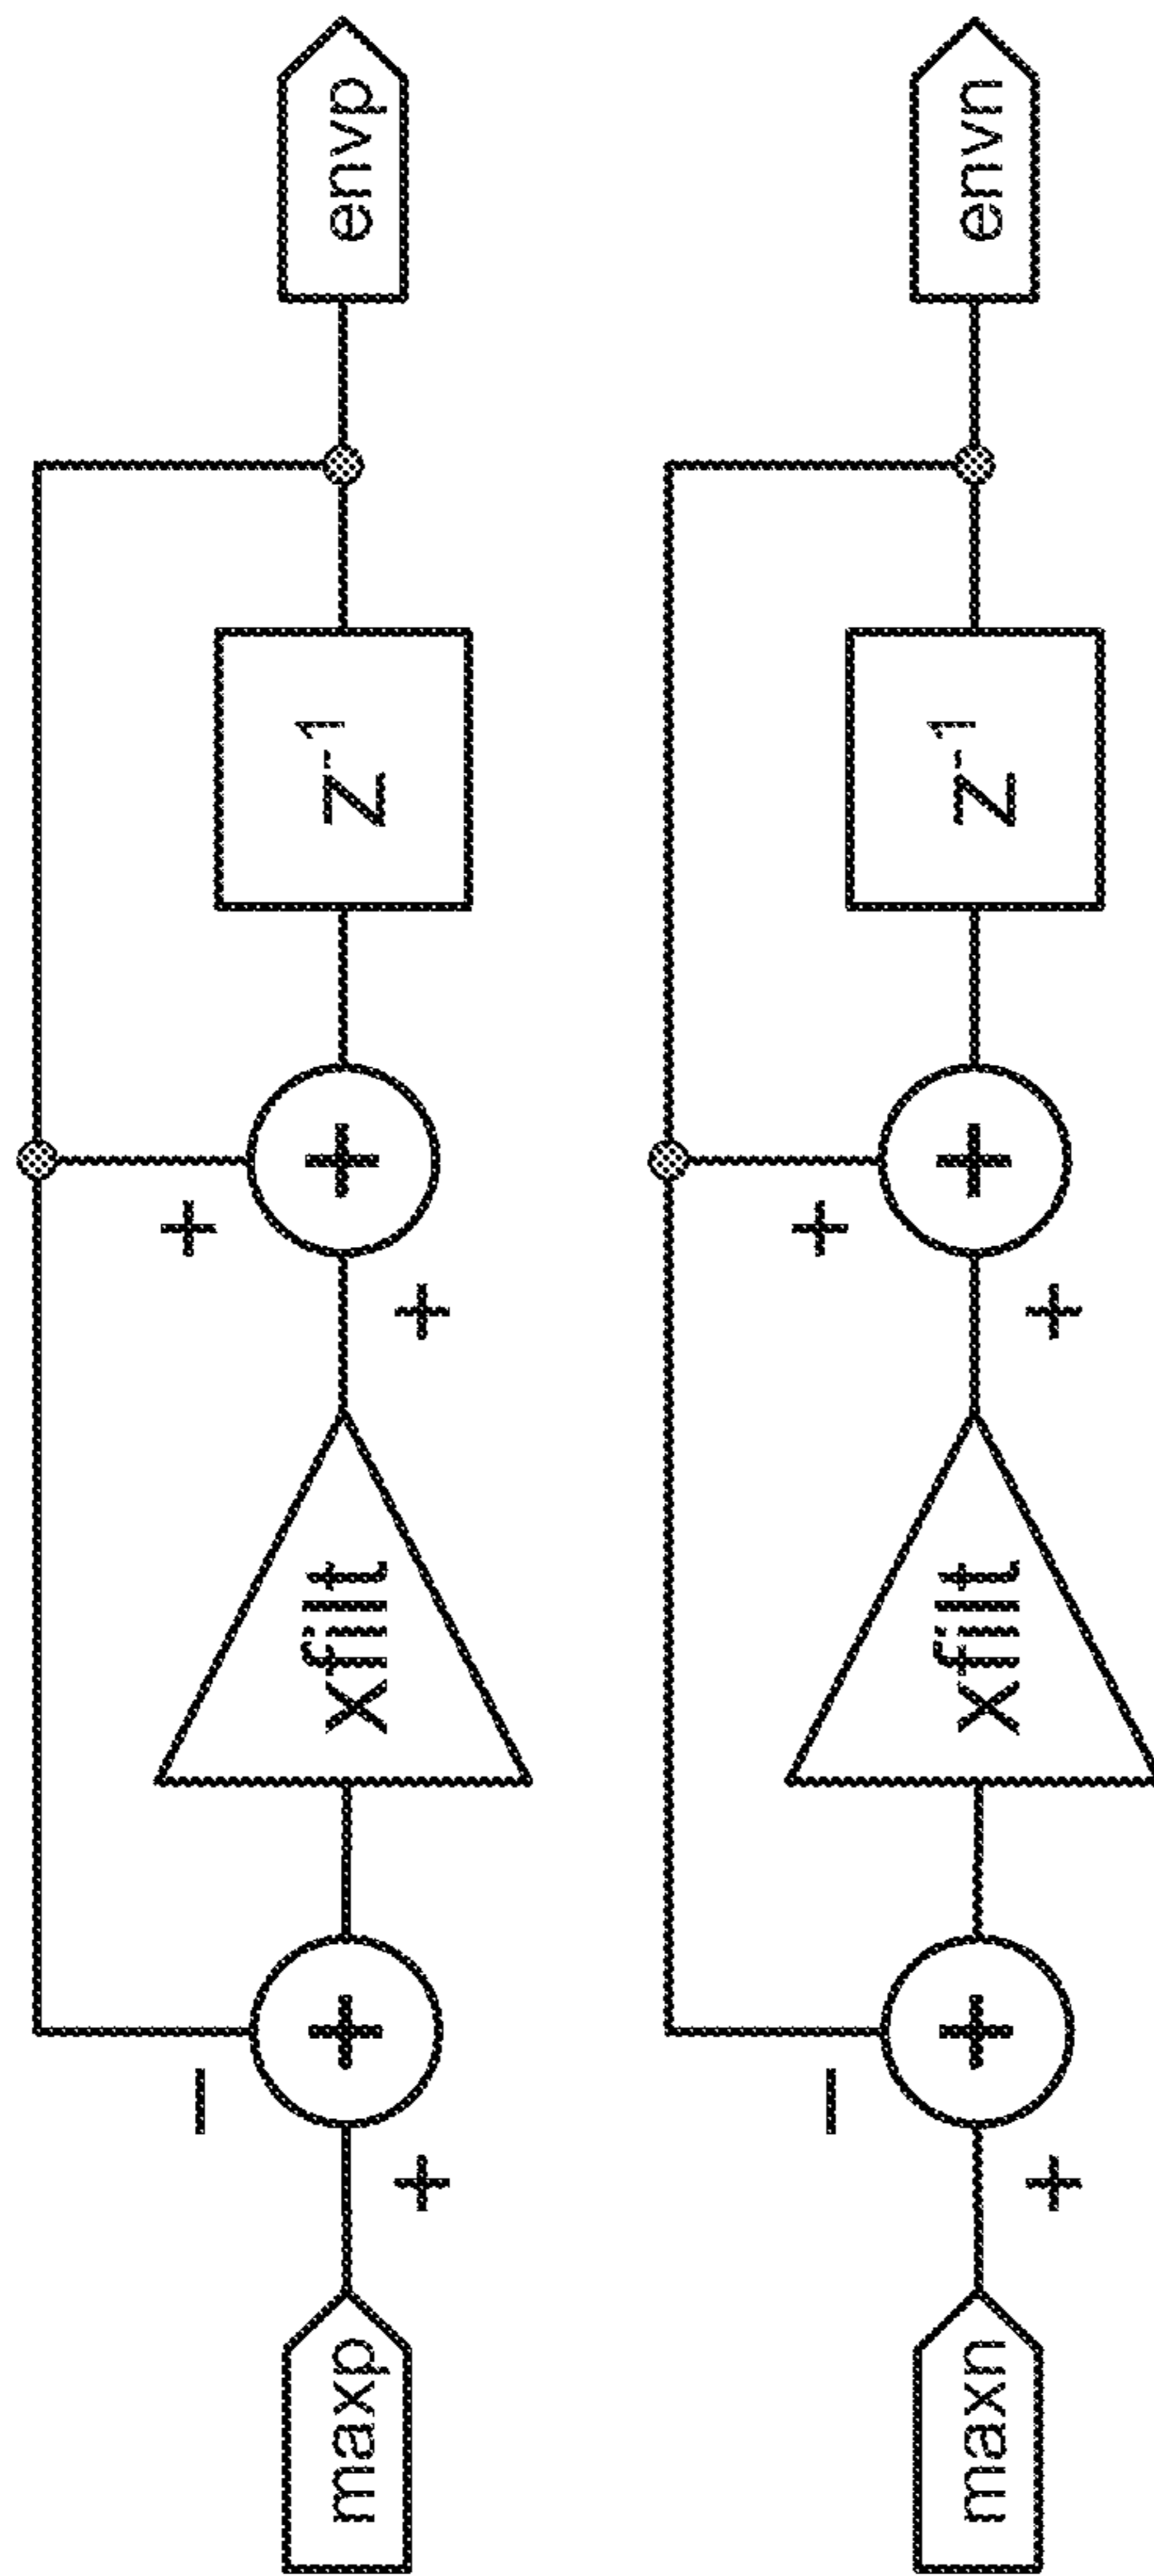 maxp
−
+
+
xfilt
+
+
+
z⁻¹
envp
maxn
−
+
+
xfilt
+
+
+
z⁻¹
envn